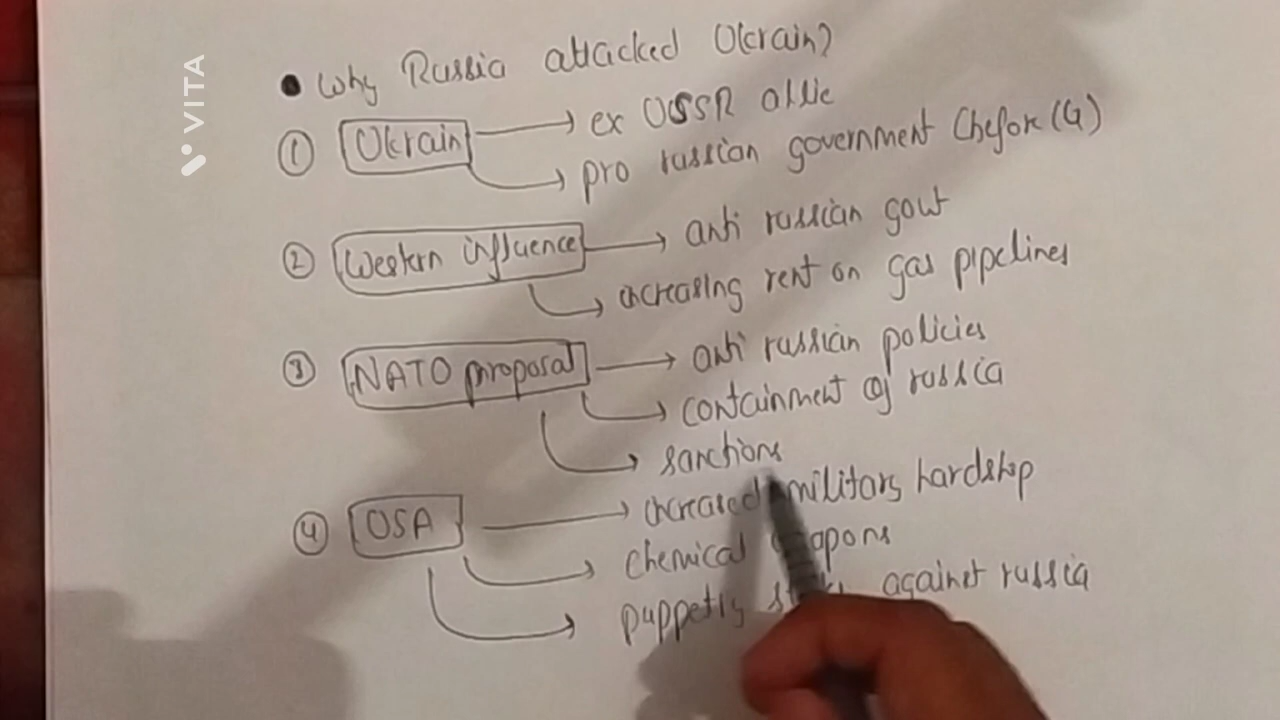 VITA
• Why Russia attacked Ukrain?
① Ukrain → ex USSR allie
→ pro russian government (before (G)
② Western influence → anti russian govt
→ increasing rent on gas pipelines
③ NATO proposal → anti russian policies
→ containment of russia
→ sanctions
④ USA → increased military hardship
→ chemical
against russia